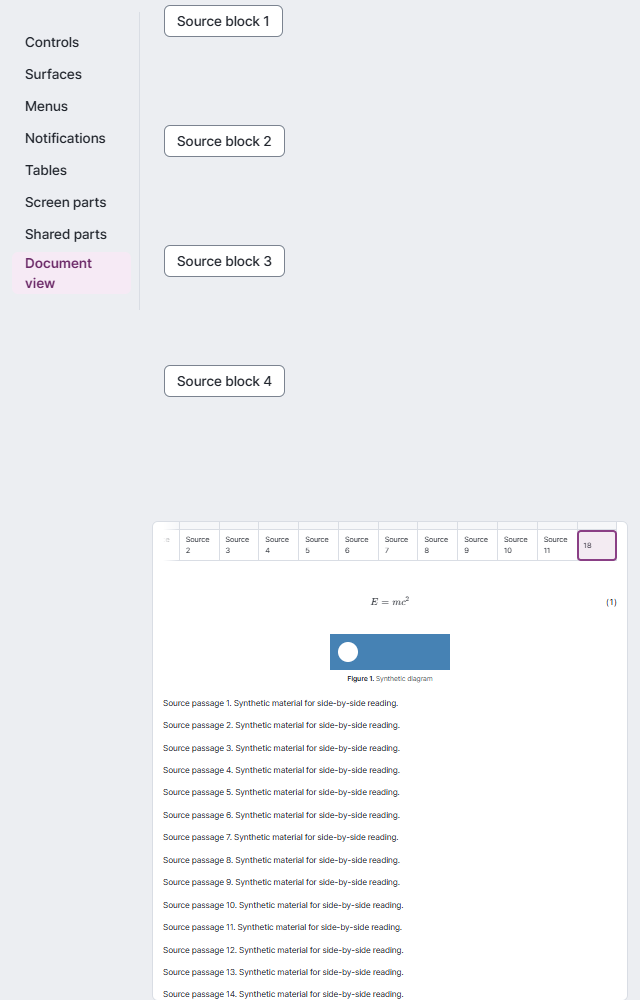 Controls
Surfaces
Menus
Notifications
Tables
Screen parts
Shared parts
Document
view
Source block 1
Source block 2
Source block 3
Source block 4
Source 2
Source 3
Source 4
Source 5
Source 6
Source 7
Source 8
Source 9
Source 10
Source 11
18
E = mc²
(1)
Figure 1. Synthetic diagram
Source passage 1. Synthetic material for side-by-side reading.
Source passage 2. Synthetic material for side-by-side reading.
Source passage 3. Synthetic material for side-by-side reading.
Source passage 4. Synthetic material for side-by-side reading.
Source passage 5. Synthetic material for side-by-side reading.
Source passage 6. Synthetic material for side-by-side reading.
Source passage 7. Synthetic material for side-by-side reading.
Source passage 8. Synthetic material for side-by-side reading.
Source passage 9. Synthetic material for side-by-side reading.
Source passage 10. Synthetic material for side-by-side reading.
Source passage 11. Synthetic material for side-by-side reading.
Source passage 12. Synthetic material for side-by-side reading.
Source passage 13. Synthetic material for side-by-side reading.
Source passage 14. Synthetic material for side-by-side reading.